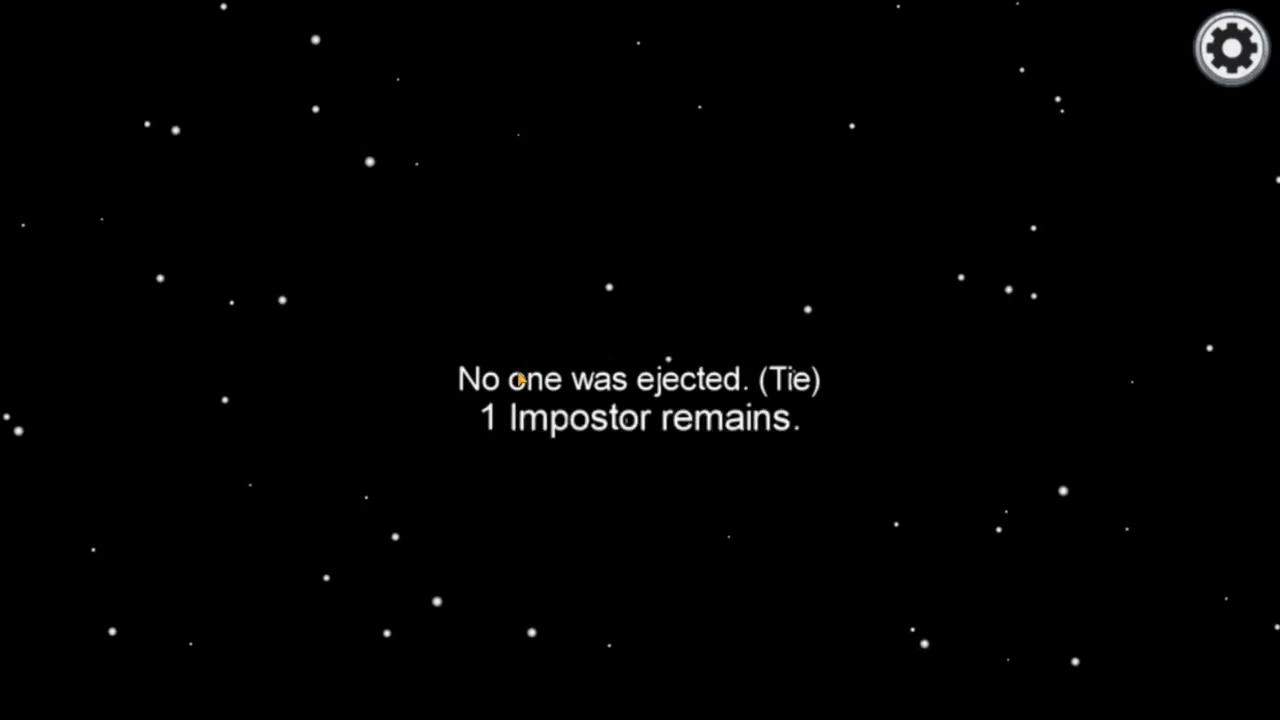 No one was ejected. (Tie)
1 Impostor remains.